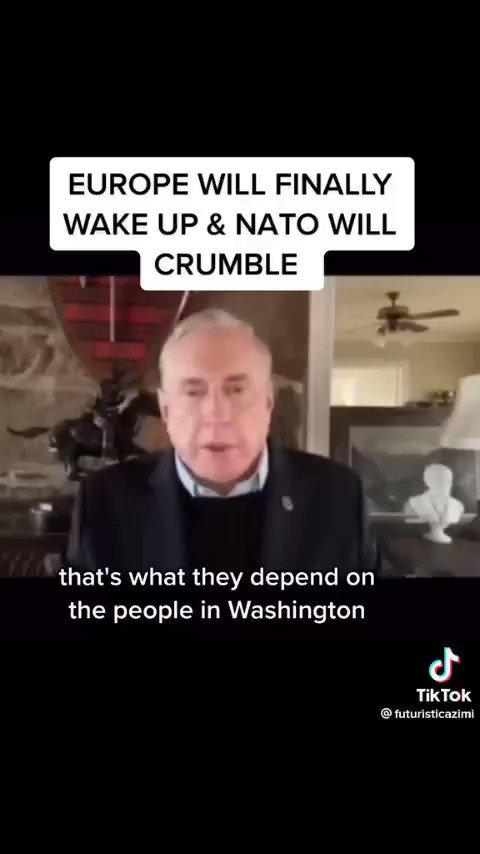 EUROPE WILL FINALLY
WAKE UP & NATO WILL
CRUMBLE
that's what they depend on
the people in Washington
TikTok
@ futuristicazimi